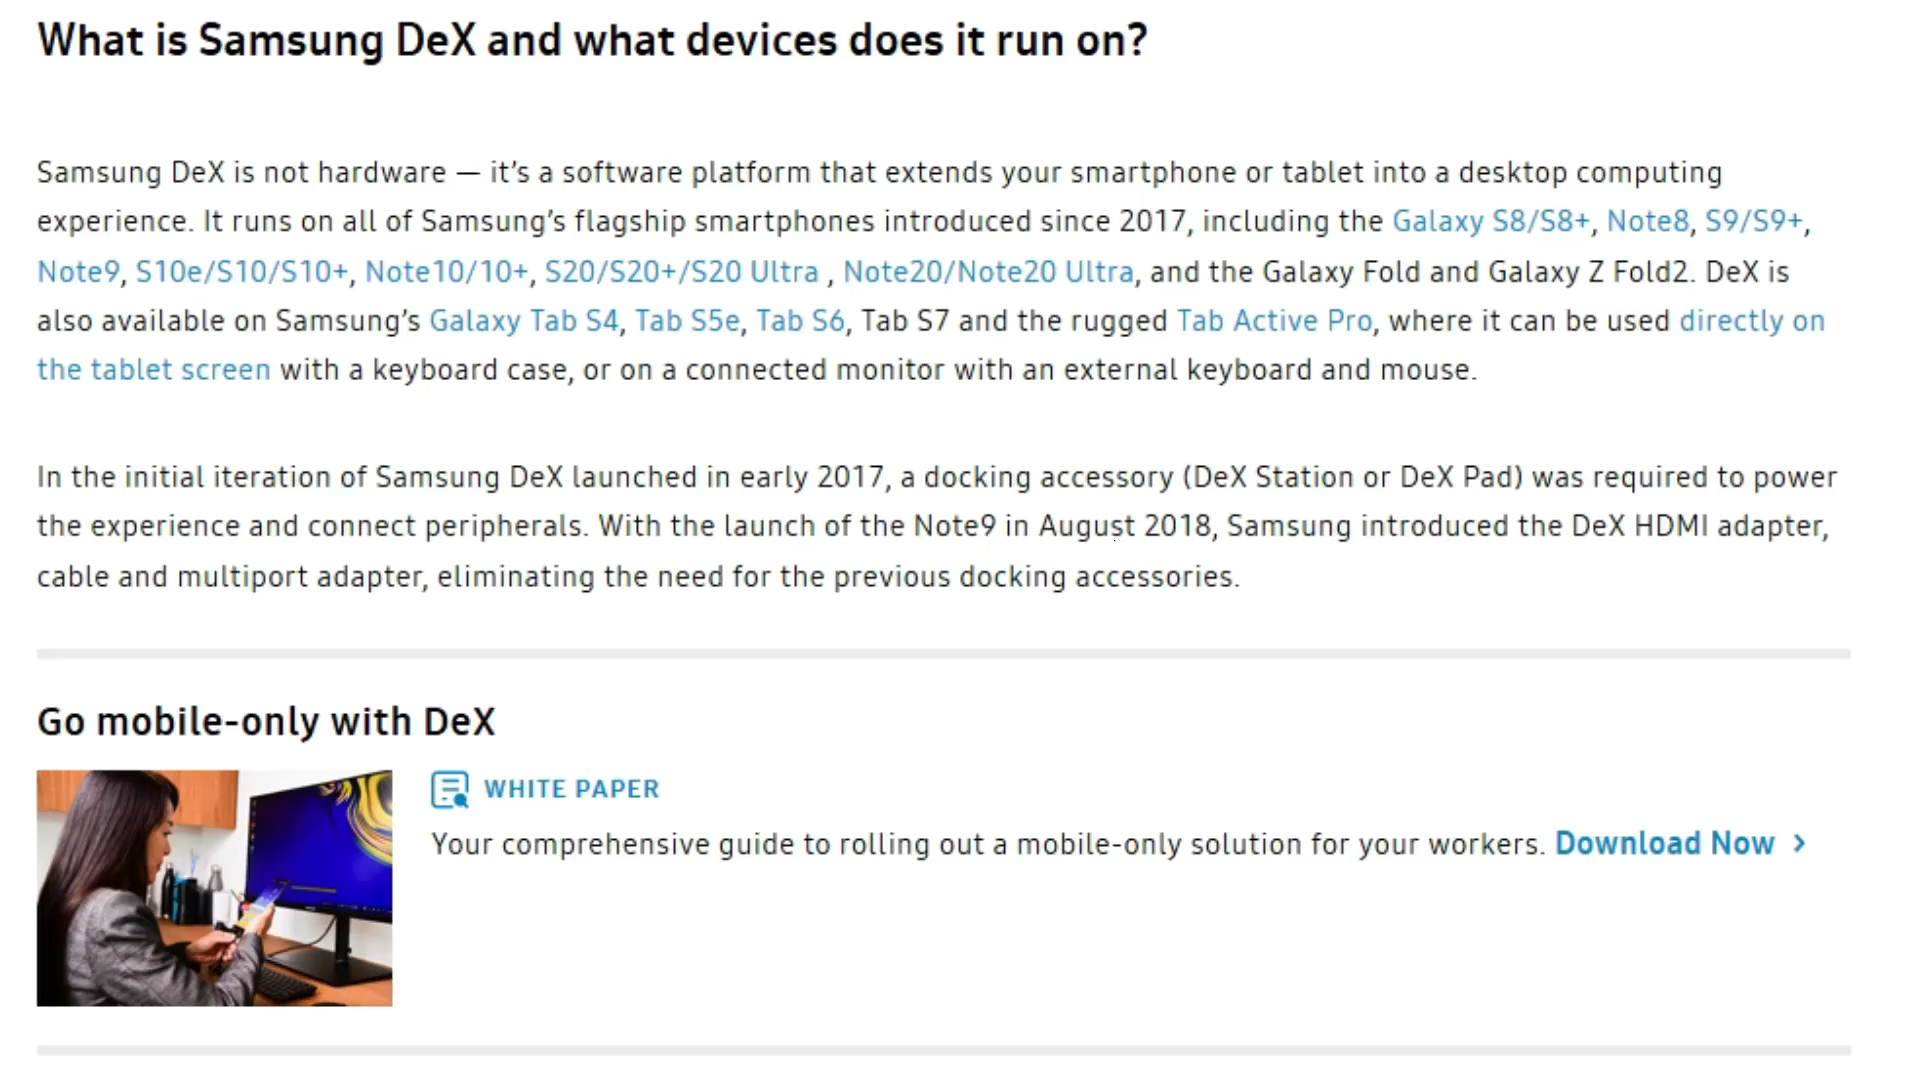 What is Samsung DeX and what devices does it run on?
Samsung DeX is not hardware — it’s a software platform that extends your smartphone or tablet into a desktop computing
experience. It runs on all of Samsung’s flagship smartphones introduced since 2017, including the Galaxy S8/S8+, Note8, S9/S9+,
Note9, S10e/S10/S10+, Note10/10+, S20/S20+/S20 Ultra , Note20/Note20 Ultra, and the Galaxy Fold and Galaxy Z Fold2. DeX is
also available on Samsung’s Galaxy Tab S4, Tab S5e, Tab S6, Tab S7 and the rugged Tab Active Pro, where it can be used directly on
the tablet screen with a keyboard case, or on a connected monitor with an external keyboard and mouse.
In the initial iteration of Samsung DeX launched in early 2017, a docking accessory (DeX Station or DeX Pad) was required to power
the experience and connect peripherals. With the launch of the Note9 in August 2018, Samsung introduced the DeX HDMI adapter,
cable and multiport adapter, eliminating the need for the previous docking accessories.
Go mobile-only with DeX
WHITE PAPER
Your comprehensive guide to rolling out a mobile-only solution for your workers. Download Now >